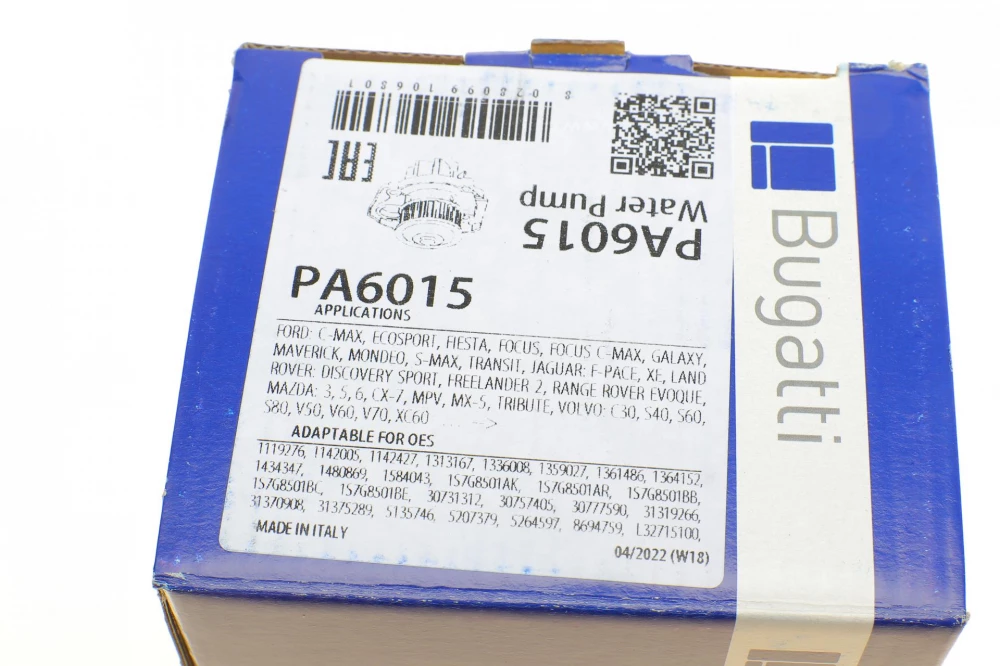 8 028099 106801
EAC
Water Pump
PA6015
PA6015
APPLICATIONS
FORD: C-MAX, ECOSPORT, FIESTA, FOCUS, FOCUS C-MAX, GALAXY,
MAVERICK, MONDEO, S-MAX, TRANSIT, JAGUAR: F-PACE, XE, LAND
ROVER: DISCOVERY SPORT, FREELANDER 2, RANGE ROVER EVOQUE,
MAZDA: 3, 5, 6, CX-7, MPV, MX-5, TRIBUTE, VOLVO: C30, S40, S60,
S80, V50, V60, V70, XC60 ....->
ADAPTABLE FOR OES
1119276, 1142005, 1142427, 1313167, 1336008, 1359027, 1361486, 1364152,
1434347, 1480869, 1584043, 1S7G8501AK, 1S7G8501AR, 1S7G8501BB,
1S7G8501BC, 1S7G8501BE, 30731312, 30757405, 30777590, 31319266,
31370908, 31375289, 5135746, 5207379, 5264597, 8694759, L32715100,
MADE IN ITALY
04/2022 (W18)
Bugatti